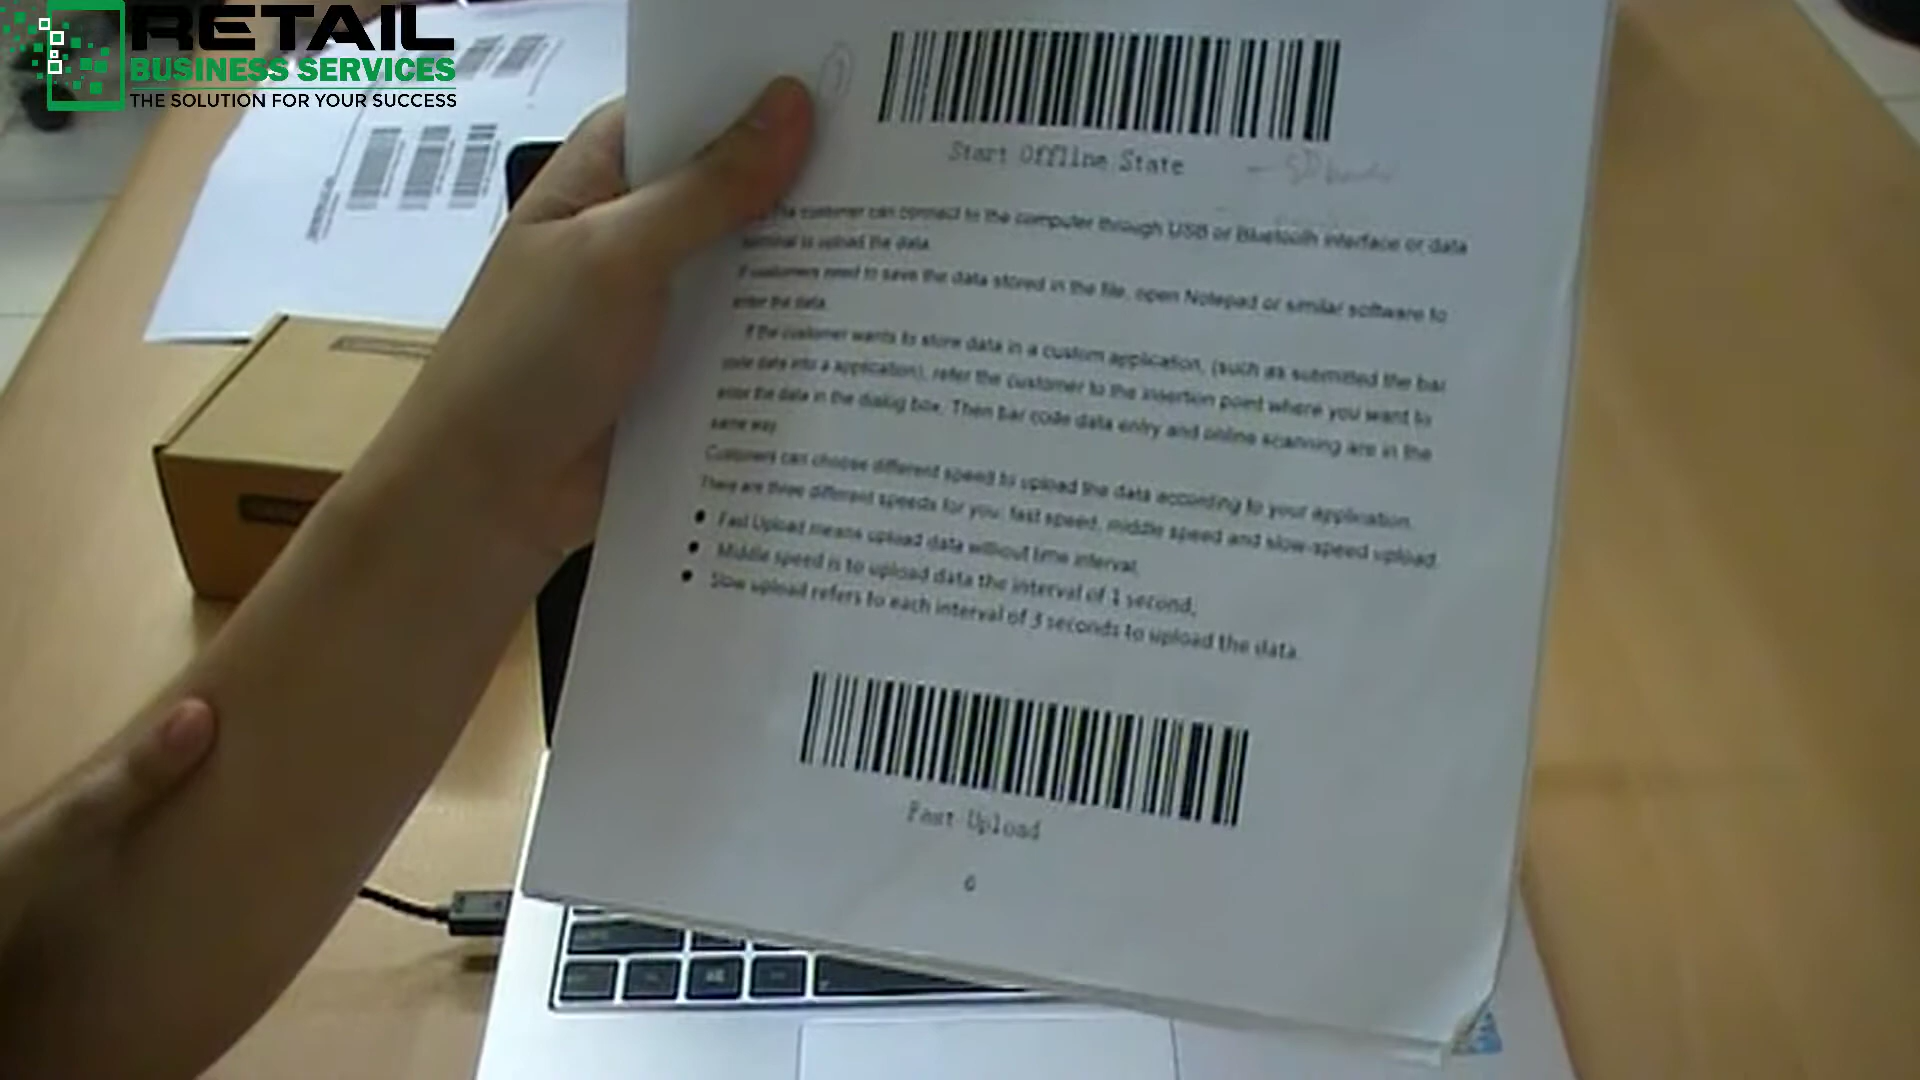 RETAIL
BUSINESS SERVICES
THE SOLUTION FOR YOUR SUCCESS
Start Offline State
customer can connect to the computer through USB or Bluetooth interface or data
terminal to upload the data.
If customers need to save the data stored in the file, open Notepad or similar software to
enter the data.
If the customer wants to store data in a custom application, (such as submitted the bar
code data into a application), refer the customer to the insertion point where you want to
enter the data in the dialog box. Then bar code data entry and online scanning are in the
same way.
Customers can choose different speed to upload the data according to your application.
There are three different speeds for you: fast speed, middle speed and slow-speed upload.
● Fast Upload means upload data without time interval,
● Middle speed is to upload data the interval of 1 second,
● Slow upload refers to each interval of 3 seconds to upload the data.
Fast Upload
6